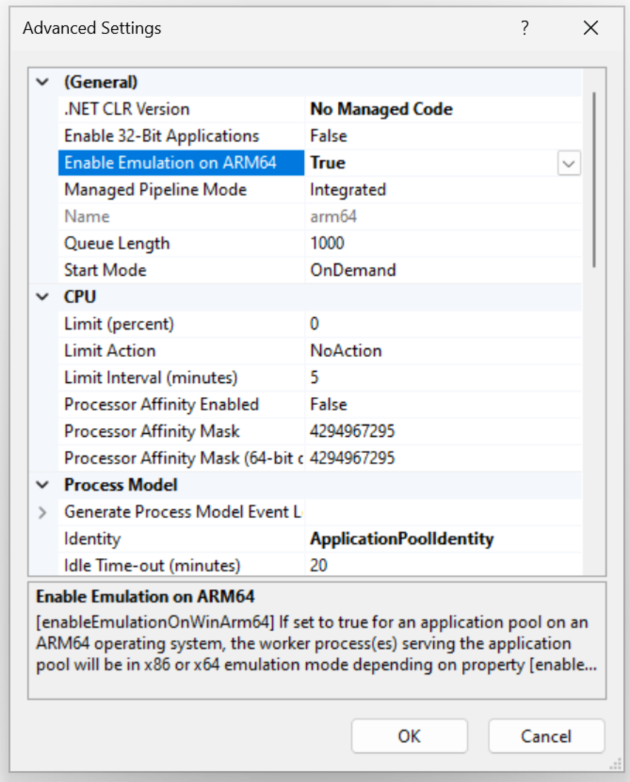 Advanced Settings ?
(General)
.NET CLR Version No Managed Code
Enable 32-Bit Applications False
Enable Emulation on ARM64 True
Managed Pipeline Mode Integrated
Name arm64
Queue Length 1000
Start Mode OnDemand
CPU
Limit (percent) 0
Limit Action NoAction
Limit Interval (minutes) 5
Processor Affinity Enabled False
Processor Affinity Mask 4294967295
Processor Affinity Mask (64-bit c 4294967295
Process Model
Generate Process Model Event L
Identity ApplicationPoolIdentity
Idle Time-out (minutes) 20
Enable Emulation on ARM64
[enableEmulationOnWinArm64] If set to true for an application pool on an
ARM64 operating system, the worker process(es) serving the application
pool will be in x86 or x64 emulation mode depending on property [enable...
OK Cancel